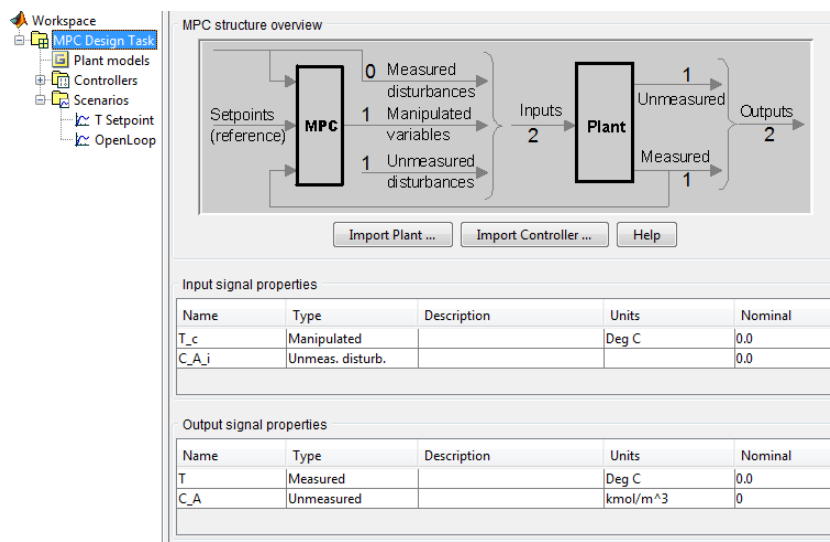 Workspace
MPC Design Task
Plant models
Controllers
Scenarios
T Setpoint
OpenLoop
MPC structure overview
Setpoints
(reference)
MPC
0 Measured
disturbances
1 Manipulated
variables
1 Unmeasured
disturbances
Inputs
2
Plant
1
Unmeasured
Measured
1
Outputs
2
Import Plant ...
Import Controller ...
Help
Input signal properties
Name Type Description Units Nominal
T_c Manipulated Deg C 0.0
C_A_i Unmeas. disturb. 0.0
Output signal properties
Name Type Description Units Nominal
T Measured Deg C 0.0
C_A Unmeasured kmol/m^3 0